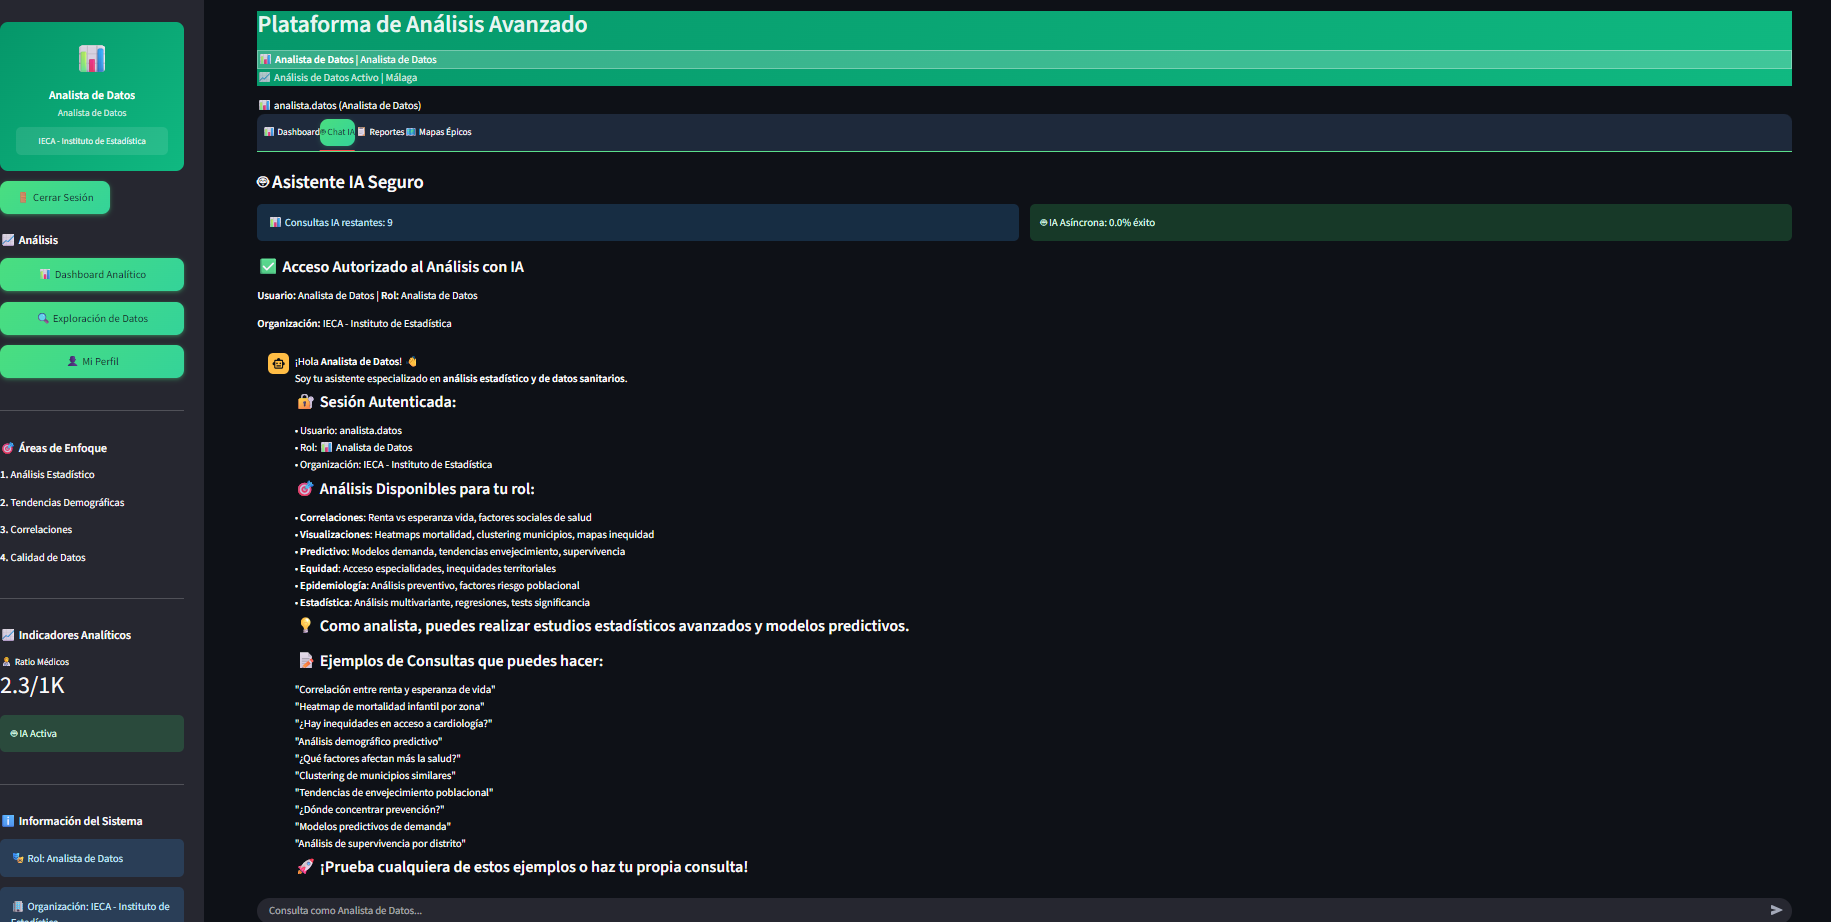 Analista de Datos
Analista de Datos
IECA - Instituto de Estadística
Cerrar Sesión
Análisis
Dashboard Analítico
Exploración de Datos
Mi Perfil
Áreas de Enfoque
1. Análisis Estadístico
2. Tendencias Demográficas
3. Correlaciones
4. Calidad de Datos
Indicadores Analíticos
Ratio Médicos
2.3/1K
IA Activa
Información del Sistema
Rol: Analista de Datos
Organización: IECA - Instituto de
Estadística
Plataforma de Análisis Avanzado
Analista de Datos | Analista de Datos
Análisis de Datos Activo | Málaga
analista.datos (Analista de Datos)
Dashboard Chat IA Reportes Mapas Épicos
Asistente IA Seguro
Consultas IA restantes: 9
IA Asíncrona: 0.0% éxito
Acceso Autorizado al Análisis con IA
Usuario: Analista de Datos | Rol: Analista de Datos
Organización: IECA - Instituto de Estadística
¡Hola Analista de Datos!
Soy tu asistente especializado en análisis estadístico y de datos sanitarios.
Sesión Autenticada:
• Usuario: analista.datos
• Rol: Analista de Datos
• Organización: IECA - Instituto de Estadística
Análisis Disponibles para tu rol:
• Correlaciones: Renta vs esperanza vida, factores sociales de salud
• Visualizaciones: Heatmaps mortalidad, clustering municipios, mapas inequidad
• Predictivo: Modelos demanda, tendencias envejecimiento, supervivencia
• Equidad: Acceso especialidades, inequidades territoriales
• Epidemiología: Análisis preventivo, factores riesgo poblacional
• Estadística: Análisis multivariante, regresiones, tests significancia
Como analista, puedes realizar estudios estadísticos avanzados y modelos predictivos.
Ejemplos de Consultas que puedes hacer:
"Correlación entre renta y esperanza de vida"
"Heatmap de mortalidad infantil por zona"
"¿Hay inequidades en acceso a cardiología?"
"Análisis demográfico predictivo"
"¿Qué factores afectan más la salud?"
"Clustering de municipios similares"
"Tendencias de envejecimiento poblacional"
"¿Dónde concentrar prevención?"
"Modelos predictivos de demanda"
"Análisis de supervivencia por distrito"
¡Prueba cualquiera de estos ejemplos o haz tu propia consulta!
Consulta como Analista de Datos...